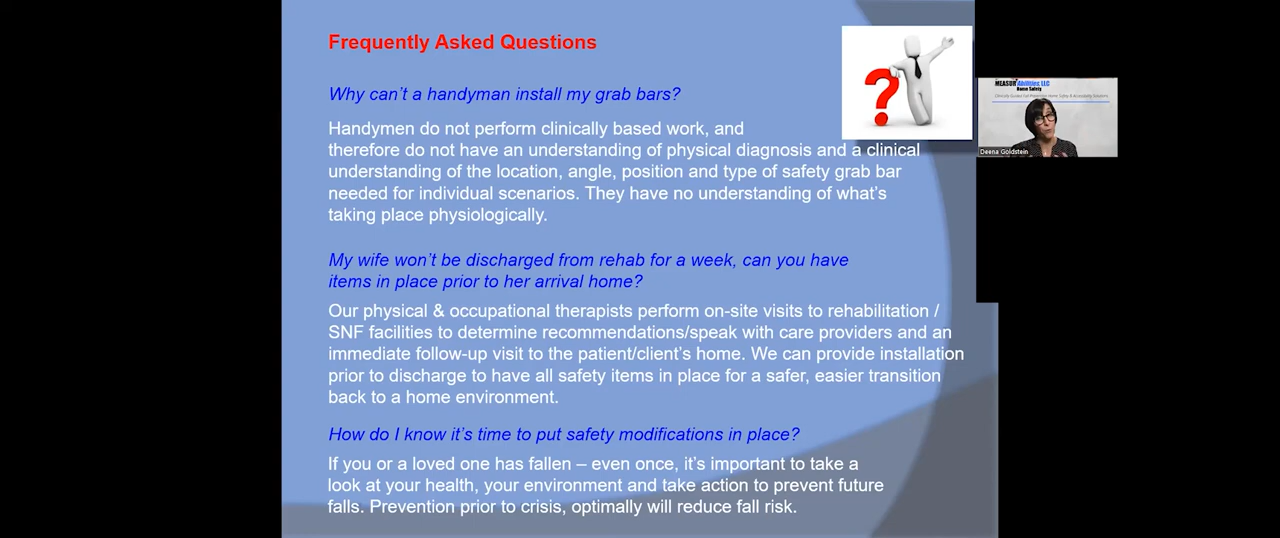 Frequently Asked Questions
Why can't a handyman install my grab bars?
Handymen do not perform clinically based work, and
therefore do not have an understanding of physical diagnosis and a clinical
understanding of the location, angle, position and type of safety grab bar
needed for individual scenarios. They have no understanding of what's
taking place physiologically.
My wife won't be discharged from rehab for a week, can you have
items in place prior to her arrival home?
Our physical & occupational therapists perform on-site visits to rehabilitation /
SNF facilities to determine recommendations/speak with care providers and an
immediate follow-up visit to the patient/client's home. We can provide installation
prior to discharge to have all safety items in place for a safer, easier transition
back to a home environment.
How do I know it's time to put safety modifications in place?
If you or a loved one has fallen – even once, it's important to take a
look at your health, your environment and take action to prevent future
falls. Prevention prior to crisis, optimally will reduce fall risk.
?
MEASUR Abilities, LLC
Home Safety
Home Safety & Accessibility Solutions
Deena Goldstein